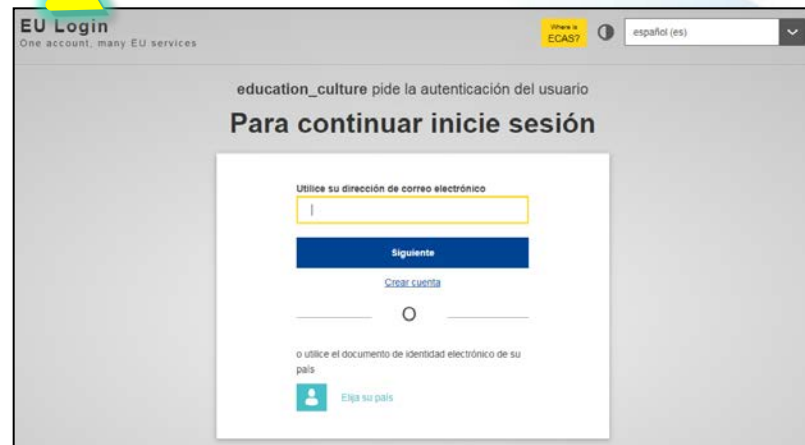 EU Login
One account, many EU services
Where is
ECAS?
español (es)
education_culture pide la autenticación del usuario
Para continuar inicie sesión
Utilice su dirección de correo electrónico
Siguiente
Crear cuenta
O
o utilice el documento de identidad electrónico de su
país
Elija su país